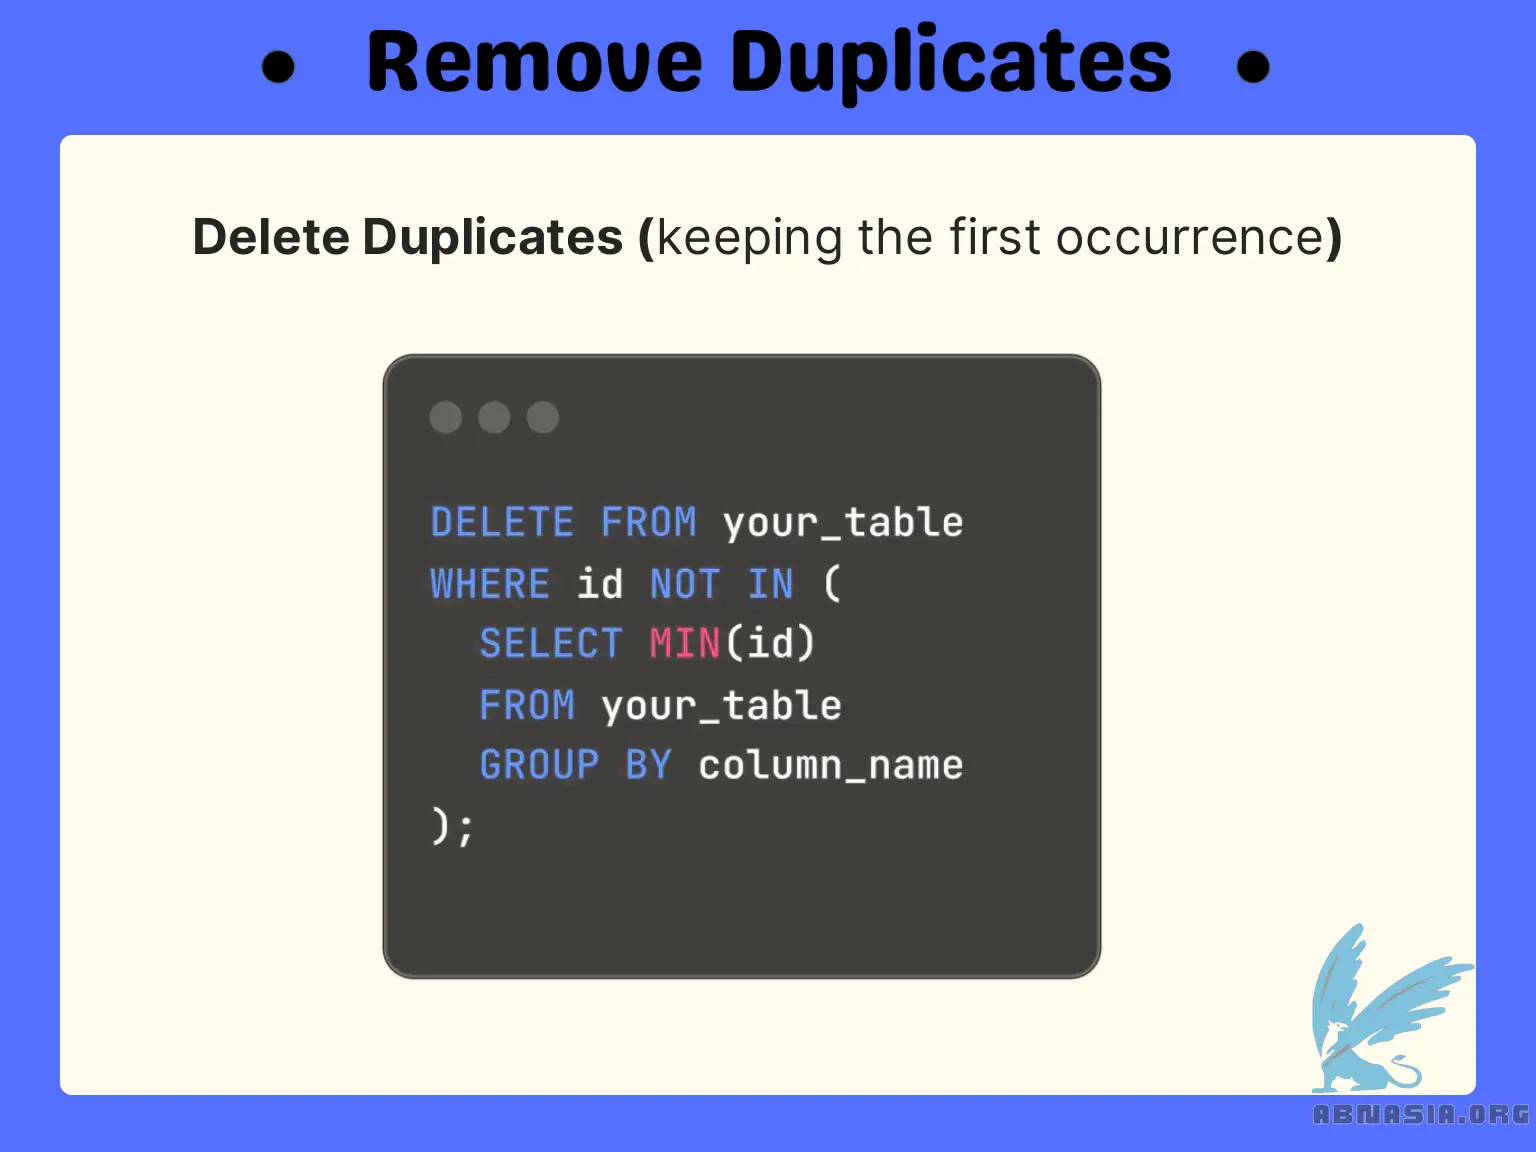 • Remove Duplicates •
Delete Duplicates (keeping the first occurrence)
DELETE FROM your_table
WHERE id NOT IN (
  SELECT MIN(id)
  FROM your_table
  GROUP BY column_name
);
ABNASIA.ORG